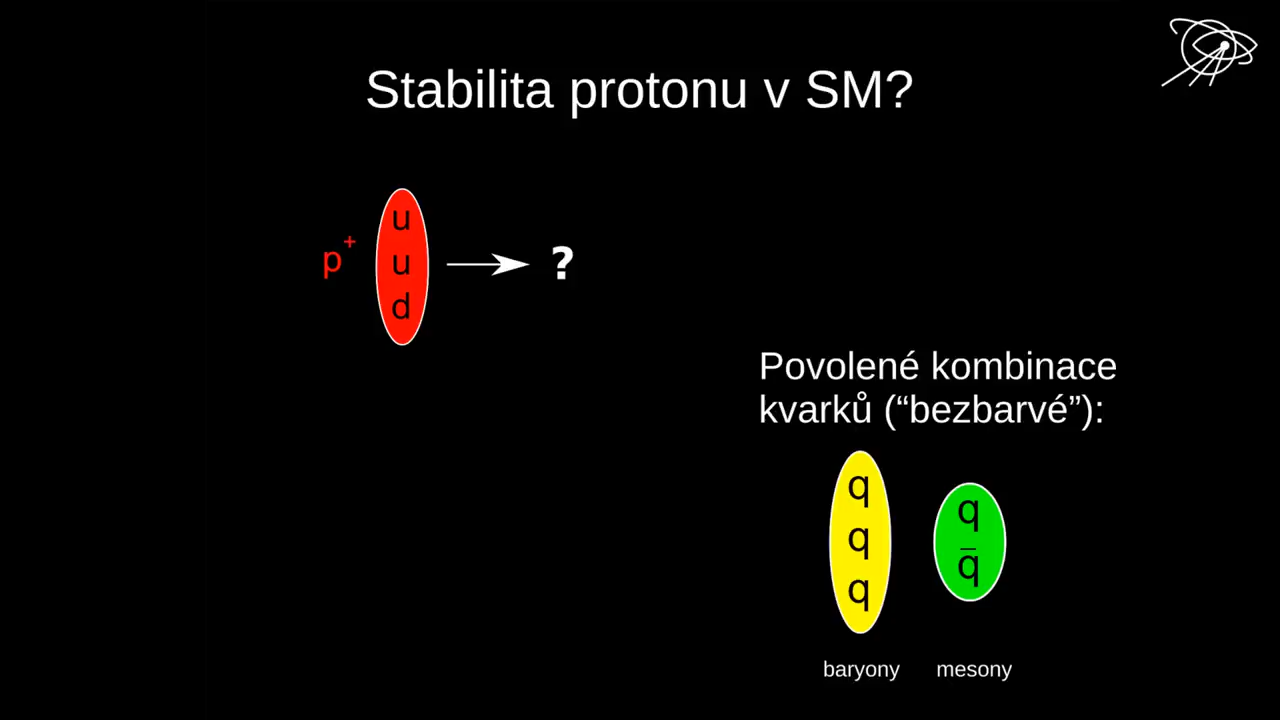 Stabilita protonu v SM?
p⁺
u
u
d
?
Povolené kombinace
kvarků (“bezbarvé”):
q
q
q
q
q̅
baryony
mesony